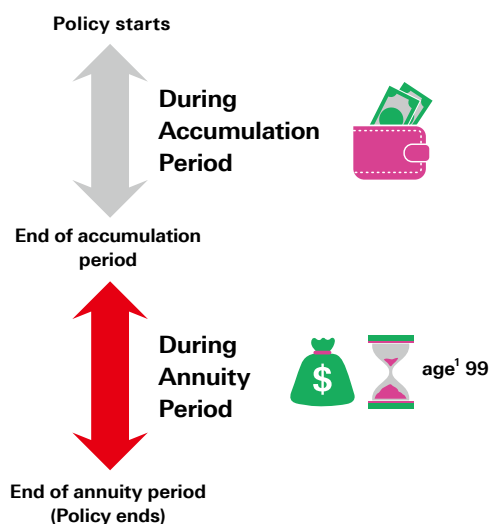 Policy starts
During
Accumulation
Period
End of accumulation
period
During
Annuity
Period
$
age¹ 99
End of annuity period
(Policy ends)